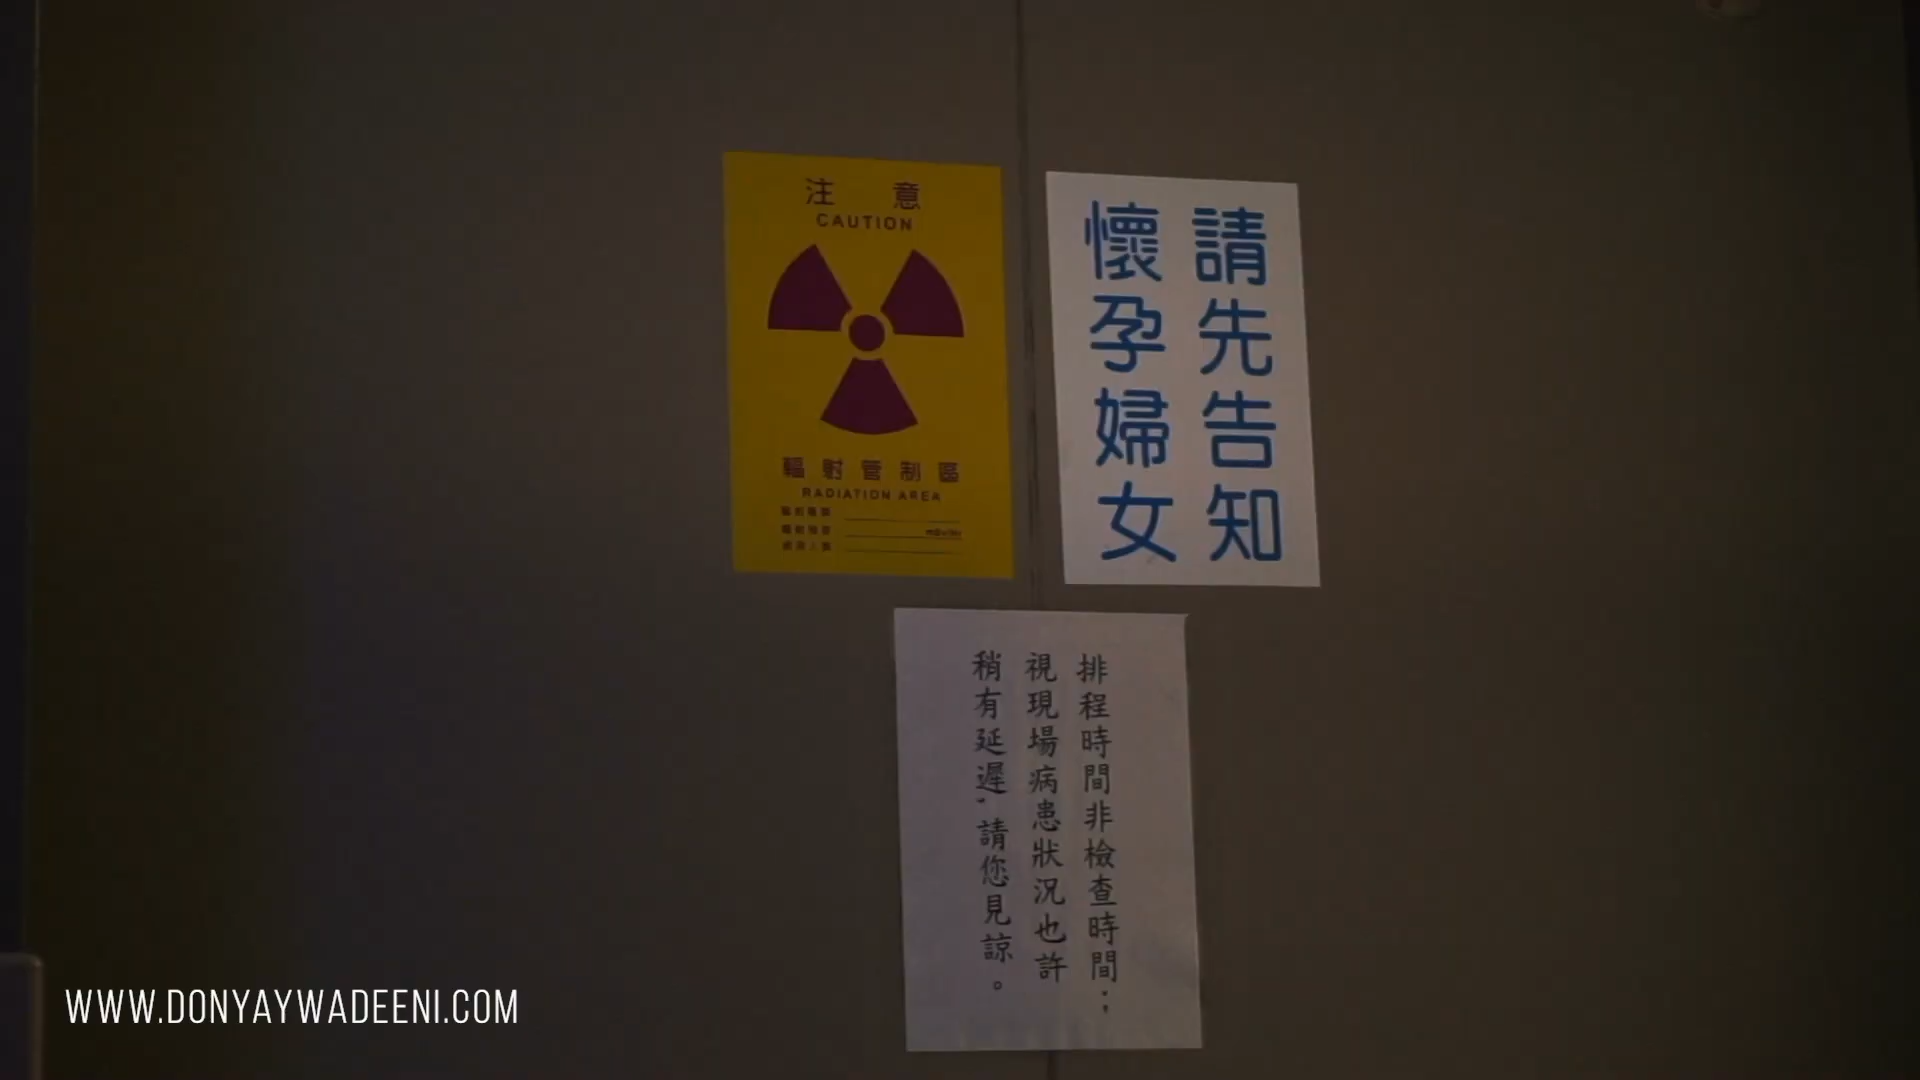 注 意
CAUTION
輻射管制區
RADIATION AREA
請先告知
懷孕婦女
排程時間非檢查時間；
視現場病患狀況也許
稍有延遲，請您見諒。
WWW.DONYAYWADEENI.COM